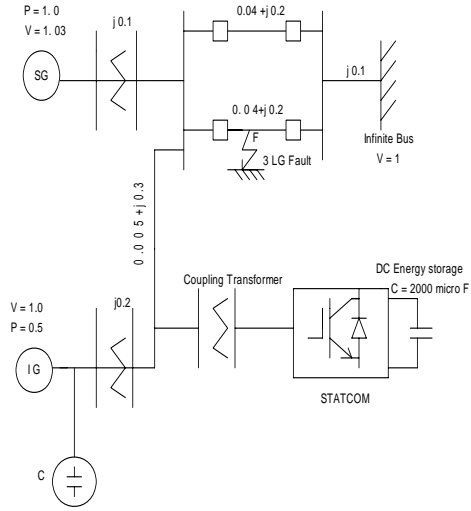 P = 1. 0
V = 1. 03
SG
j 0.1
0.04 +j 0.2
0. 0 4+j 0.2
F
3 LG Fault
j 0.1
Infinite Bus
V = 1
0 .0 0 5 +j 0.3
Coupling Transformer
DC Energy storage
C = 2000 micro F
STATCOM
V = 1.0
P = 0.5
j0.2
I G
C